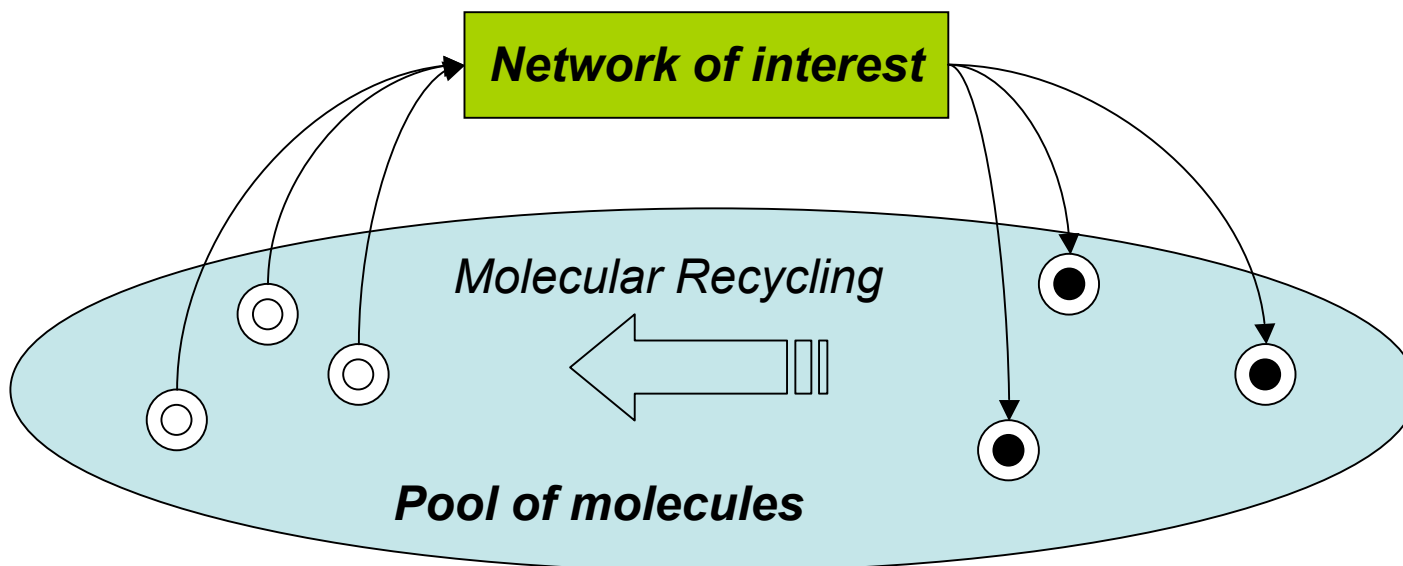 Network of interest
Molecular Recycling
Pool of molecules